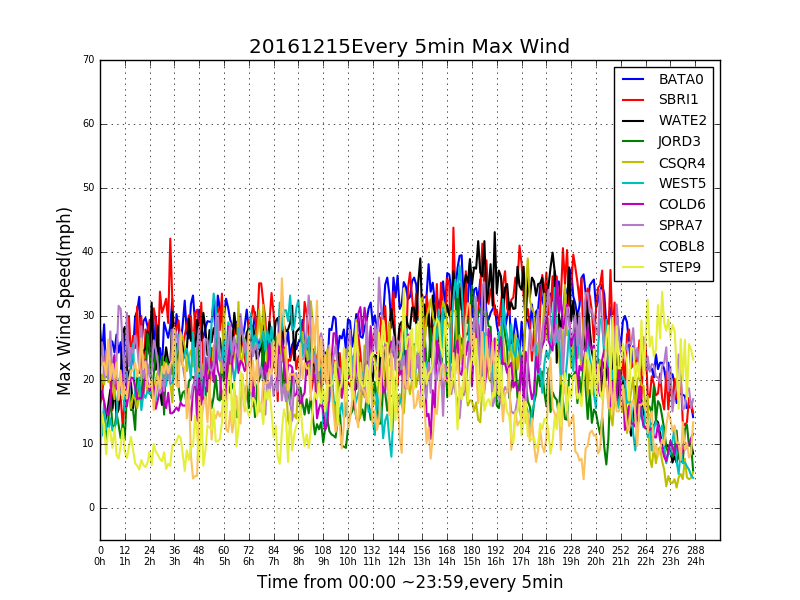 20161215Every 5min Max Wind
70
60
50
40
30
20
10
0
Max Wind Speed(mph)
BATA0
SBRI1
WATE2
JORD3
CSQR4
WEST5
COLD6
SPRA7
COBL8
STEP9
0 12 24 36 48 60 72 84 96 108 120 132 144 156 168 180 192 204 216 228 240 252 264 276 288
0h 1h 2h 3h 4h 5h 6h 7h 8h 9h 10h 11h 12h 13h 14h 15h 16h 17h 18h 19h 20h 21h 22h 23h 24h
Time from 00:00 ~23:59,every 5min